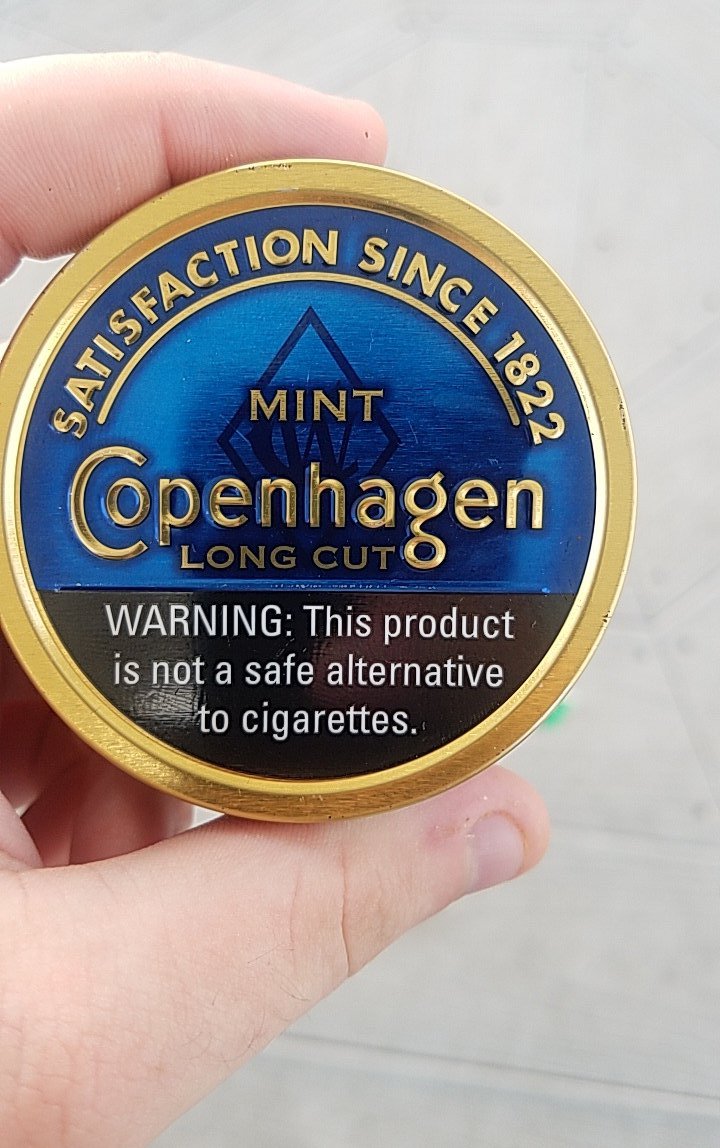 SATISFACTION SINCE 1822
MINT
Copenhagen
LONG CUT
WARNING: This product
is not a safe alternative
to cigarettes.